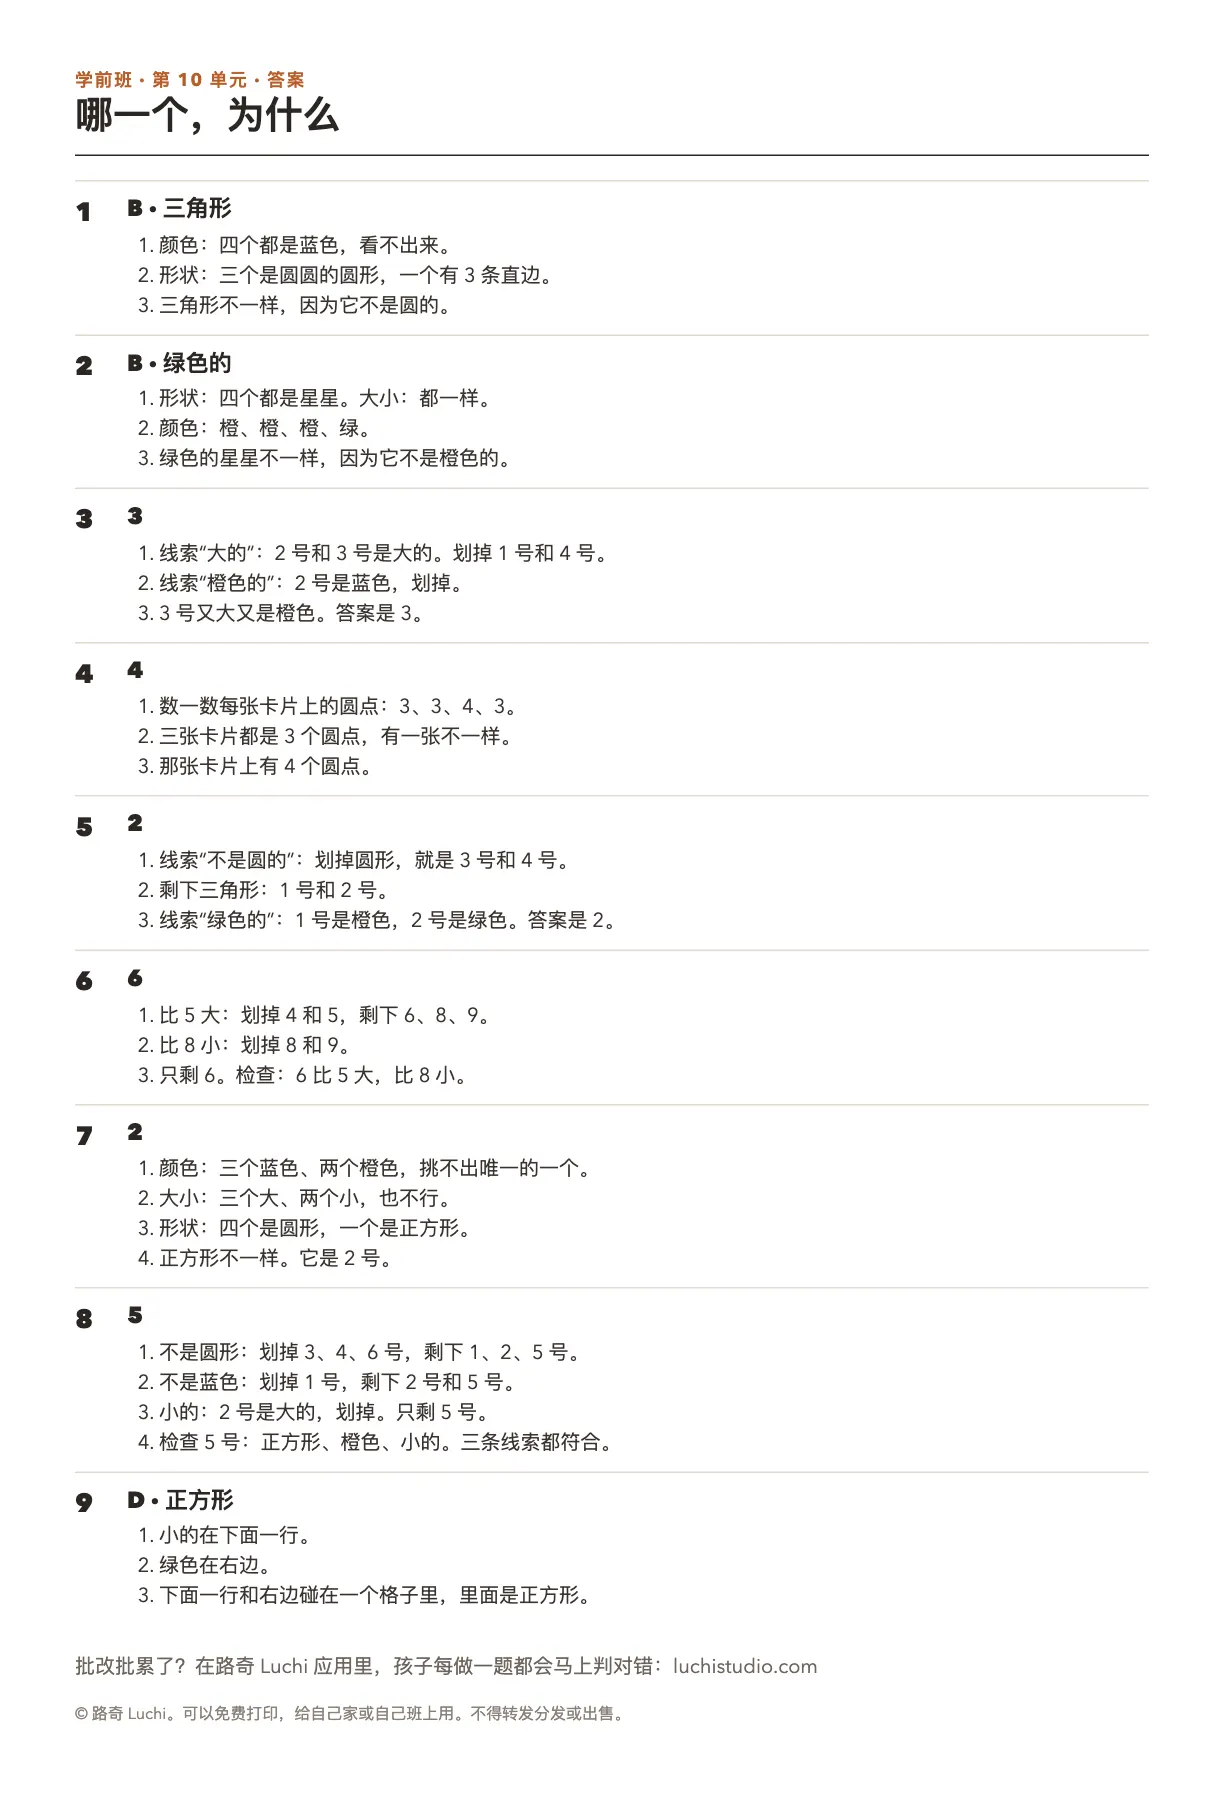 学前班 · 第 10 单元 · 答案
哪一个，为什么
1 B · 三角形
1. 颜色：四个都是蓝色，看不出来。
2. 形状：三个是圆圆的圆形，一个有 3 条直边。
3. 三角形不一样，因为它不是圆的。
2 B · 绿色的
1. 形状：四个都是星星。大小：都一样。
2. 颜色：橙、橙、橙、绿。
3. 绿色的星星不一样，因为它不是橙色的。
3 3
1. 线索“大的”：2 号和 3 号是大的。划掉 1 号和 4 号。
2. 线索“橙色的”：2 号是蓝色，划掉。
3. 3 号又大又是橙色。答案是 3。
4 4
1. 数一数每张卡片上的圆点：3、3、4、3。
2. 三张卡片都是 3 个圆点，有一张不一样。
3. 那张卡片上有 4 个圆点。
5 2
1. 线索“不是圆的”：划掉圆形，就是 3 号和 4 号。
2. 剩下三角形：1 号和 2 号。
3. 线索“绿色的”：1 号是橙色，2 号是绿色。答案是 2。
6 6
1. 比 5 大：划掉 4 和 5，剩下 6、8、9。
2. 比 8 小：划掉 8 和 9。
3. 只剩 6。检查：6 比 5 大，比 8 小。
7 2
1. 颜色：三个蓝色、两个橙色，挑不出唯一的一个。
2. 大小：三个大、两个小，也不行。
3. 形状：四个是圆形，一个是正方形。
4. 正方形不一样。它是 2 号。
8 5
1. 不是圆形：划掉 3、4、6 号，剩下 1、2、5 号。
2. 不是蓝色：划掉 1 号，剩下 2 号和 5 号。
3. 小的：2 号是大的，划掉。只剩 5 号。
4. 检查 5 号：正方形、橙色、小的。三条线索都符合。
9 D · 正方形
1. 小的在下面一行。
2. 绿色在右边。
3. 下面一行和右边碰在一个格子里，里面是正方形。
批改批累了？在路奇 Luchi 应用里，孩子每做一题都会马上判对错：luchistudio.com
© 路奇 Luchi。可以免费打印，给自己家或自己班上用。不得转发分发或出售。